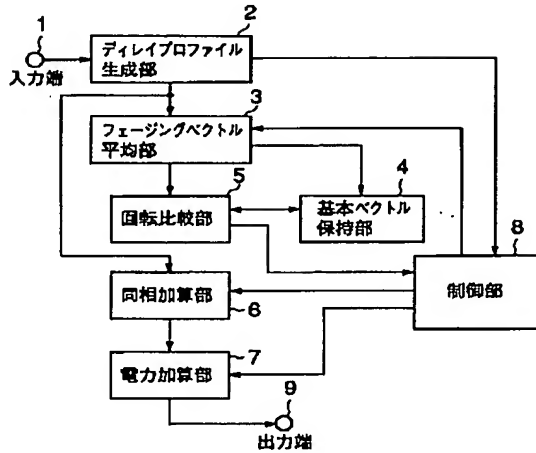 1
入力端
2
ディレイプロファイル
生成部
3
フェージングベクトル
平均部
5
回転比較部
4
基本ベクトル
保持部
8
制御部
同相加算部
6
7
電力加算部
9
出力端